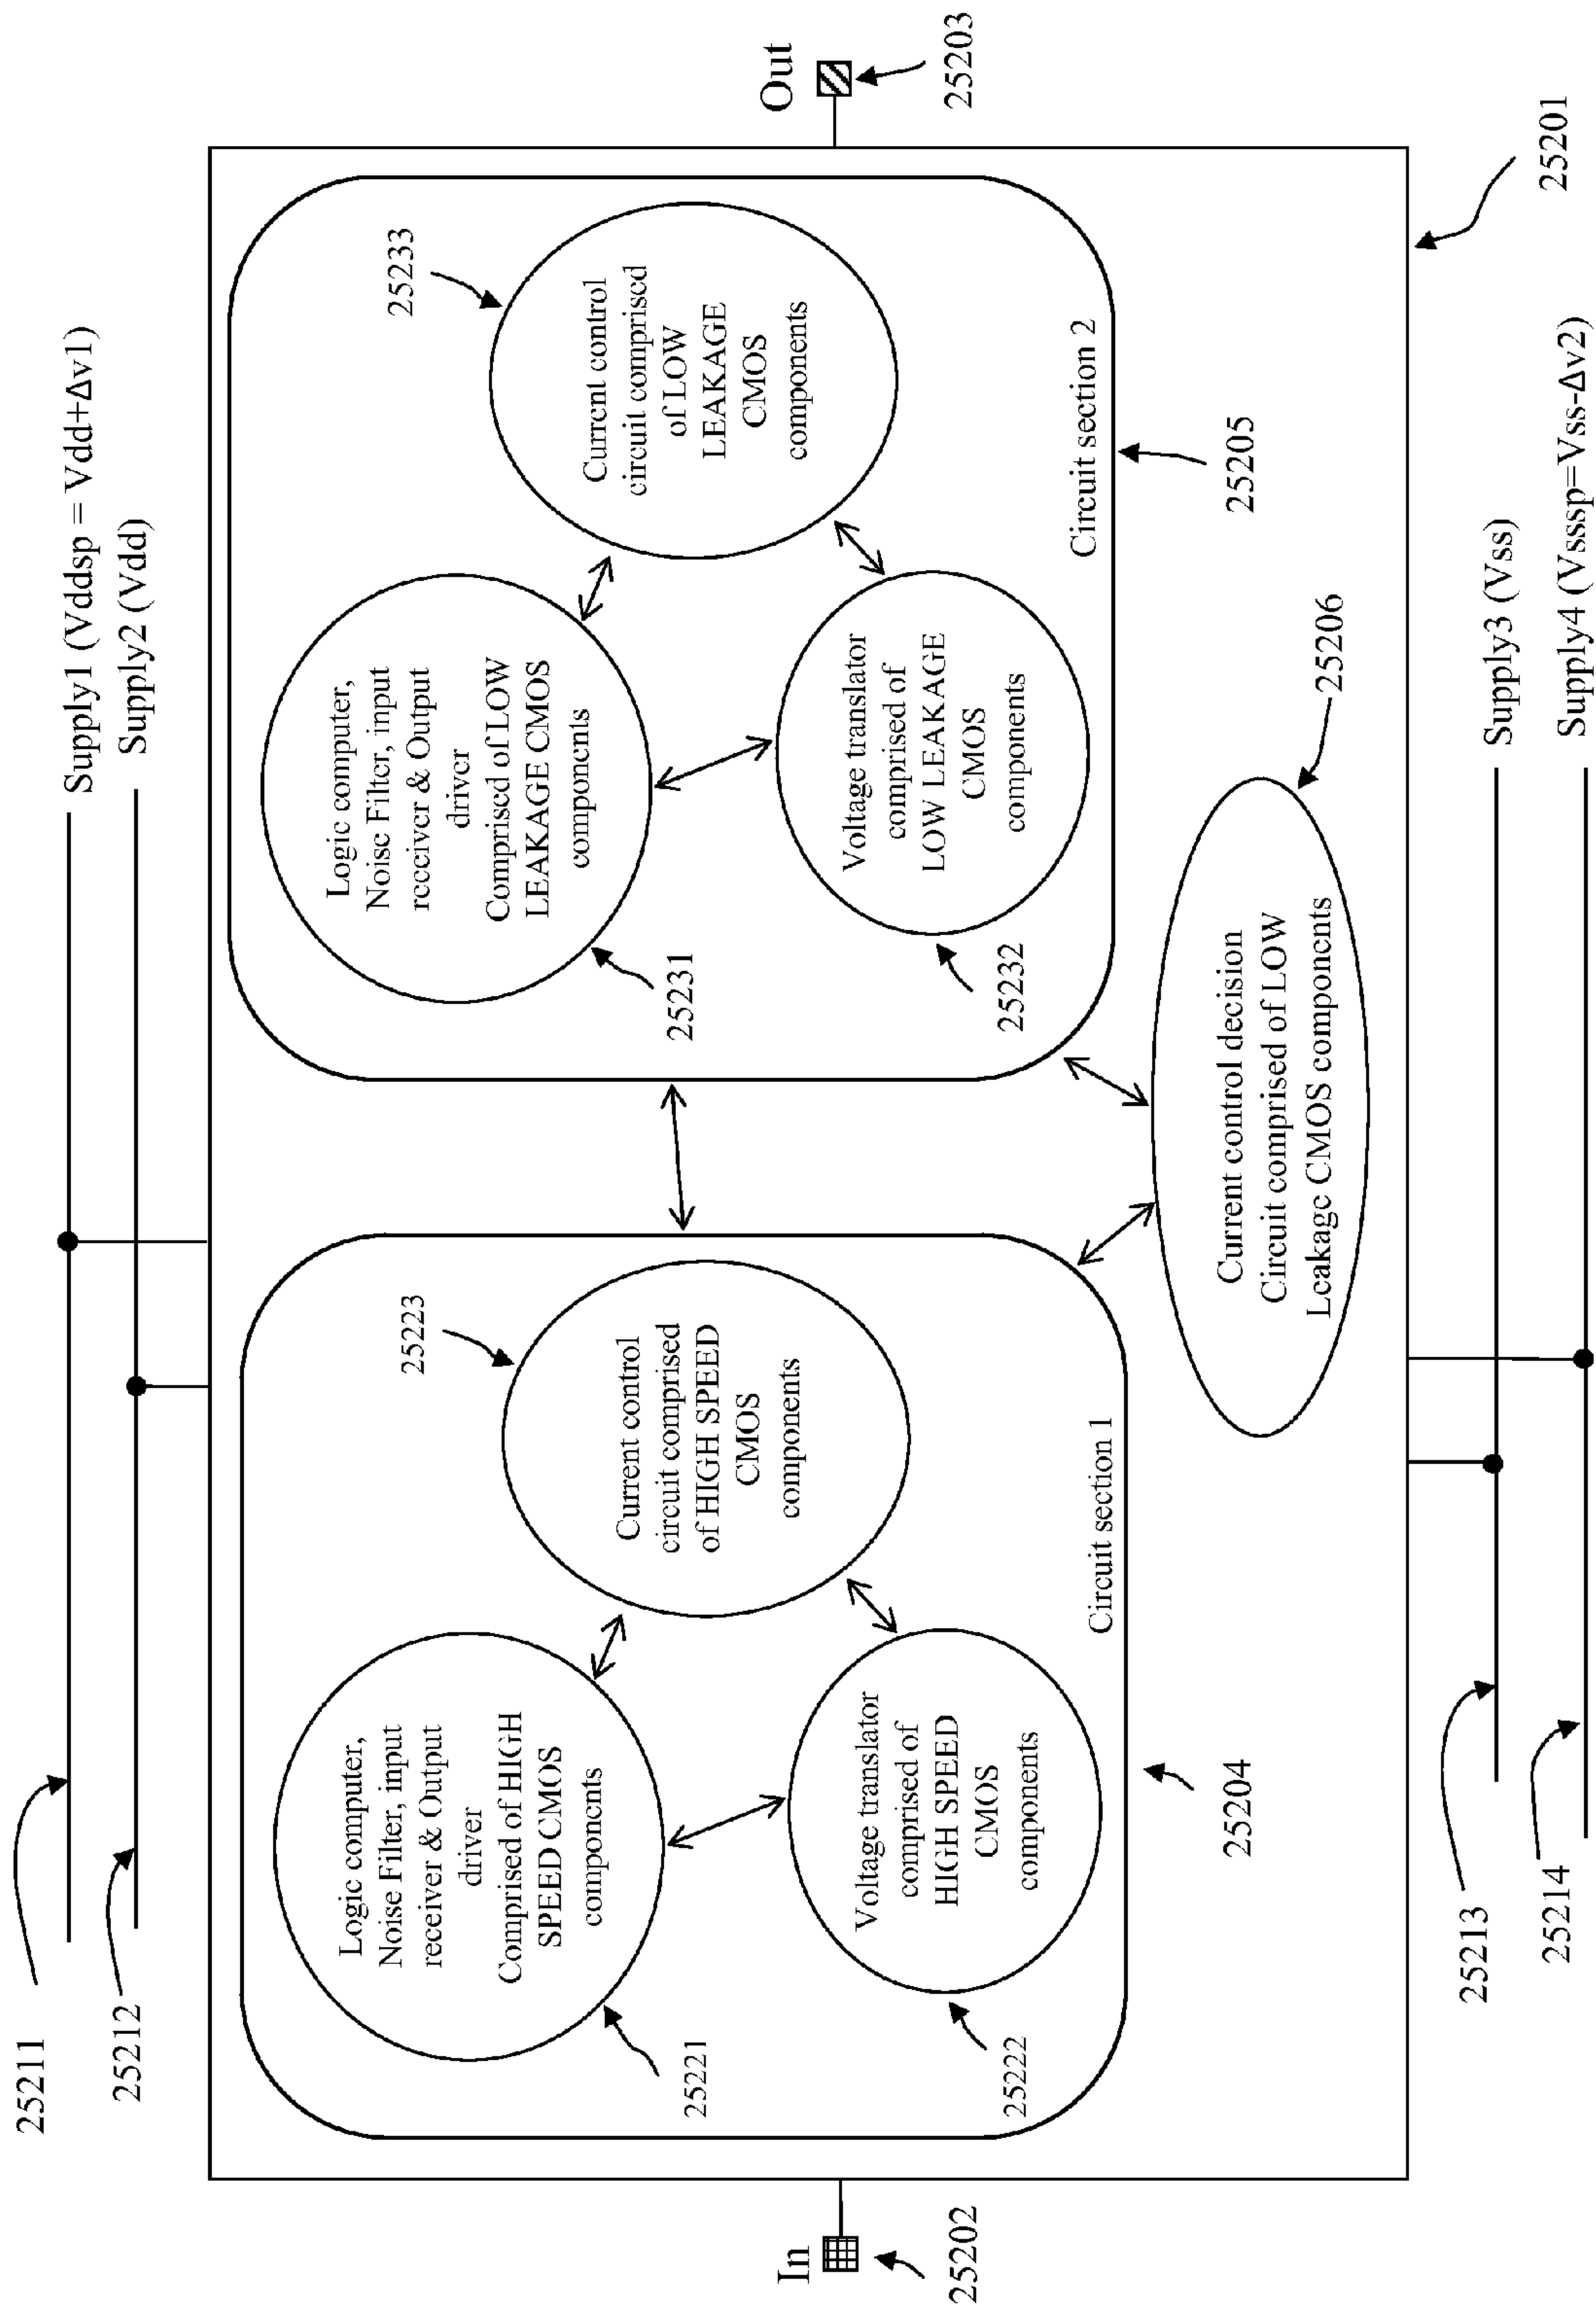 25211
Supply1 (Vddsp = Vdd+Δv1)
25212
Supply2 (Vdd)
In
25202
25221
Logic computer,
Noise Filter, input
receiver & Output
driver
Comprised of HIGH
SPEED CMOS
components
25223
Current control
circuit comprised
of HIGH SPEED
CMOS
components
25222
Voltage translator
comprised of
HIGH SPEED
CMOS
components
Circuit section 1
25204
25231
Logic computer,
Noise Filter, input
receiver & Output
driver
Comprised of LOW
LEAKAGE CMOS
components
25233
Current control
circuit comprised
of LOW
LEAKAGE
CMOS
components
25232
Voltage translator
comprised of
LOW LEAKAGE
CMOS
components
Circuit section 2
25205
Current control decision
Circuit comprised of LOW
Leakage CMOS components
25206
Out
25203
25201
25213
Supply3 (Vss)
25214
Supply4 (Vsssp=Vss-Δv2)